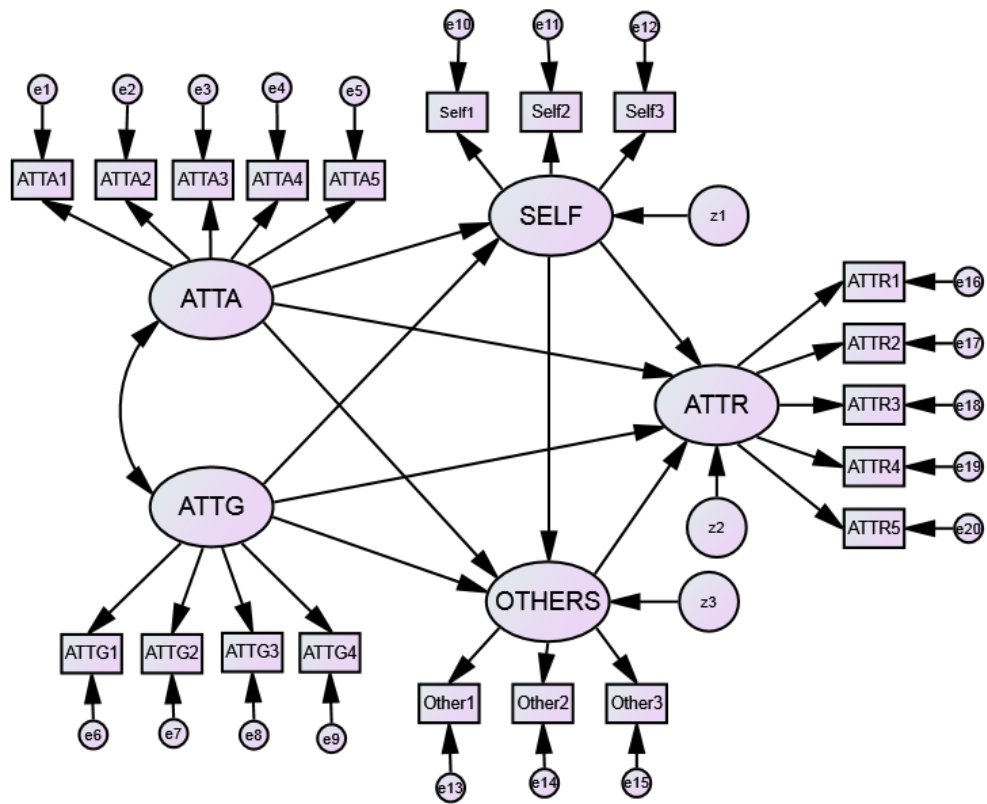 e10
e11
e12
e1
e2
e3
e4
e5
Self1
Self2
Self3
ATTA1
ATTA2
ATTA3
ATTA4
ATTA5
SELF
z1
ATTA
ATTR1
e16
ATTR2
e17
ATTR
ATTR3
e18
ATTR4
e19
ATTG
z2
ATTR5
e20
OTHERS
z3
ATTG1
ATTG2
ATTG3
ATTG4
Other1
Other2
Other3
e6
e7
e8
e9
e13
e14
e15